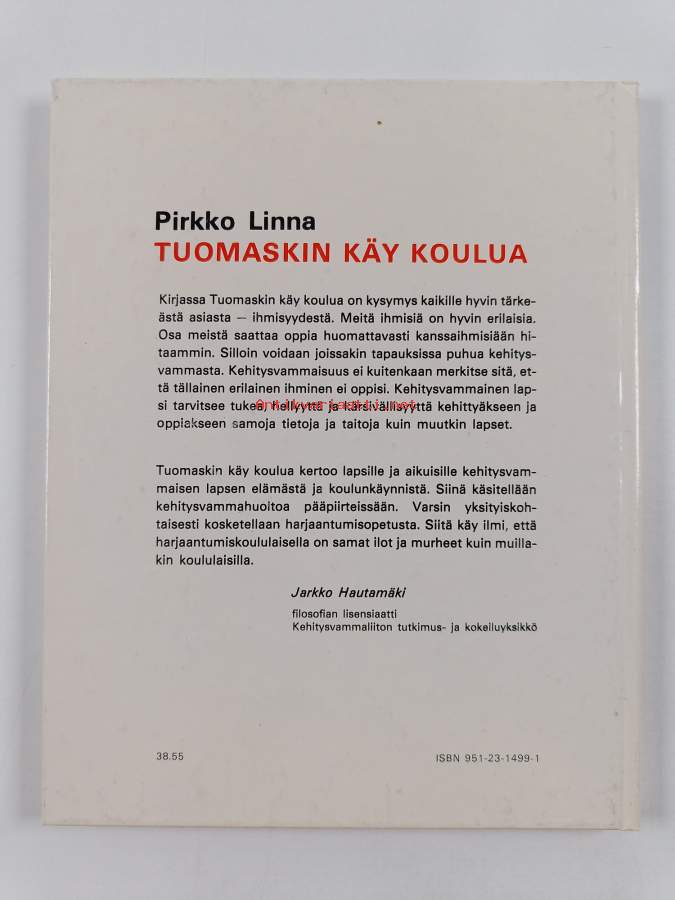 Pirkko Linna
TUOMASKIN KÄY KOULUA
Kirjassa Tuomaskin käy koulua on kysymys kaikille hyvin tärke-
ästä asiasta – ihmisyydestä. Meitä ihmisiä on hyvin erilaisia.
Osa meistä saattaa oppia huomattavasti kanssaihmisiään hi-
taammin. Silloin voidaan joissakin tapauksissa puhua kehitys-
vammasta. Kehitysvammaisuus ei kuitenkaan merkitse sitä, et-
tä tällainen erilainen ihminen ei oppisi. Kehitysvammainen lap-
si tarvitsee tukea, hellyyttä ja kärsivällisyyttä kehittyäkseen ja
Antikvariaatti.net
oppiakseen samoja tietoja ja taitoja kuin muutkin lapset.
Tuomaskin käy koulua kertoo lapsille ja aikuisille kehitysvam-
maisen lapsen elämästä ja koulunkäynnistä. Siinä käsitellään
kehitysvammahuoltoa pääpiirteissään. Varsin yksityiskoh-
taisesti kosketellaan harjaantumisopetusta. Siitä käy ilmi, että
harjaantumiskoululaisella on samat ilot ja murheet kuin muilla-
kin koululaisilla.
Jarkko Hautamäki
filosofian lisensiaatti
Kehitysvammaliiton tutkimus- ja kokeiluyksikkö
38.55
ISBN 951-23-1499-1